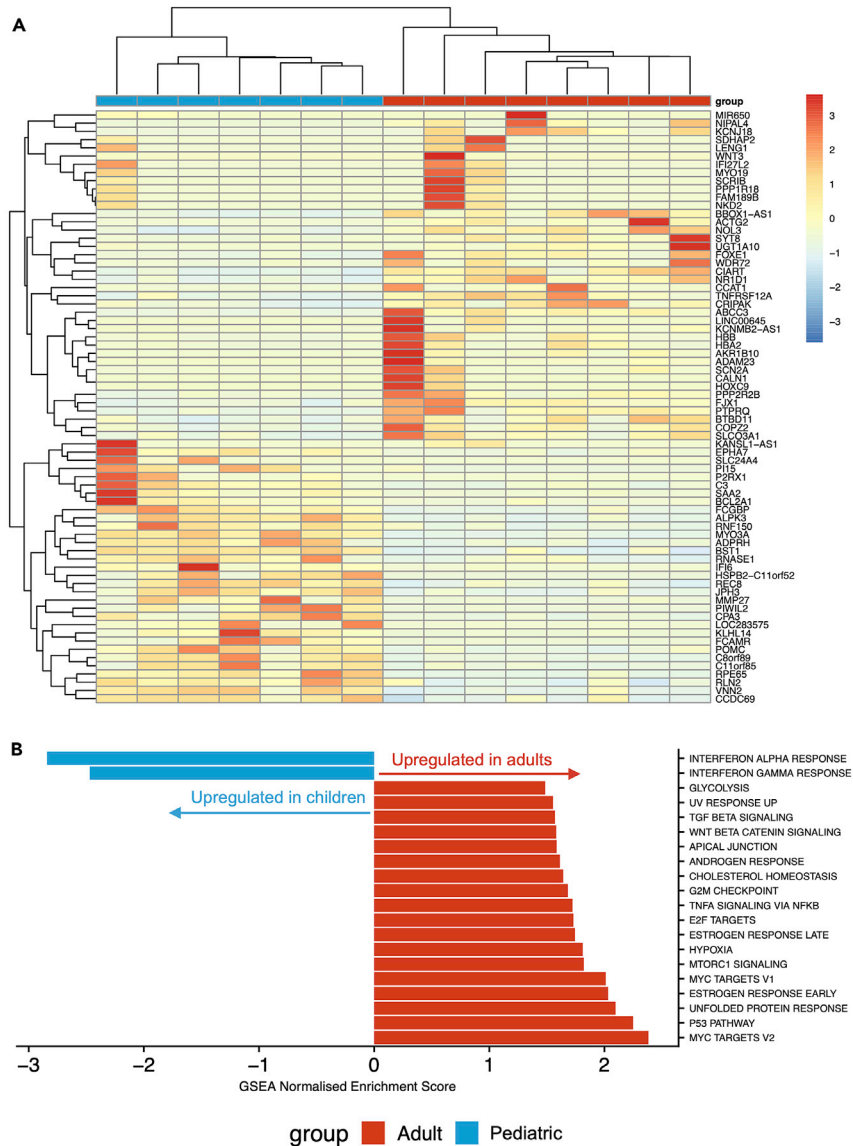 A
group
MIR650
NIPAL4
KCNJ18
SDHAP2
LENG1
WNT3
IFI27L2
MYO19
SCRIB
PPP1R18
FAM189B
NKD2
BBOX1−AS1
ACTG2
NOL3
SYT8
UGT1A10
FOXE1
WDR72
CIART
NR1D1
CCAT1
TNFRSF12A
CRIPAK
ABCC3
LINC00645
KCNMB2−AS1
HBB
HBA2
AKR1B10
ADAM23
SCN2A
CALN1
HOXC9
PPP2R2B
FJX1
PTPRQ
BTBD11
COPZ2
SLCO3A1
KANSL1−AS1
EPHA7
SLC24A4
PI15
P2RX1
C3
SAA2
BCL2A1
FCGBP
ALPK3
RNF150
MYO3A
ADPRH
BST1
RNASE1
IFI6
HSPB2−C11orf52
REC8
JPH3
MMP27
PIWIL2
CPA3
LOC283575
KLHL14
FCAMR
POMC
C8orf89
C11orf85
RPE65
RLN2
VNN2
CCDC69
3
2
1
0
−1
−2
−3
B
Upregulated in adults
Upregulated in children
INTERFERON ALPHA RESPONSE
INTERFERON GAMMA RESPONSE
GLYCOLYSIS
UV RESPONSE UP
TGF BETA SIGNALING
WNT BETA CATENIN SIGNALING
APICAL JUNCTION
ANDROGEN RESPONSE
CHOLESTEROL HOMEOSTASIS
G2M CHECKPOINT
TNFA SIGNALING VIA NFKB
E2F TARGETS
ESTROGEN RESPONSE LATE
HYPOXIA
MTORC1 SIGNALING
MYC TARGETS V1
ESTROGEN RESPONSE EARLY
UNFOLDED PROTEIN RESPONSE
P53 PATHWAY
MYC TARGETS V2
−3 −2 −1 0 1 2
GSEA Normalised Enrichment Score
group Adult Pediatric